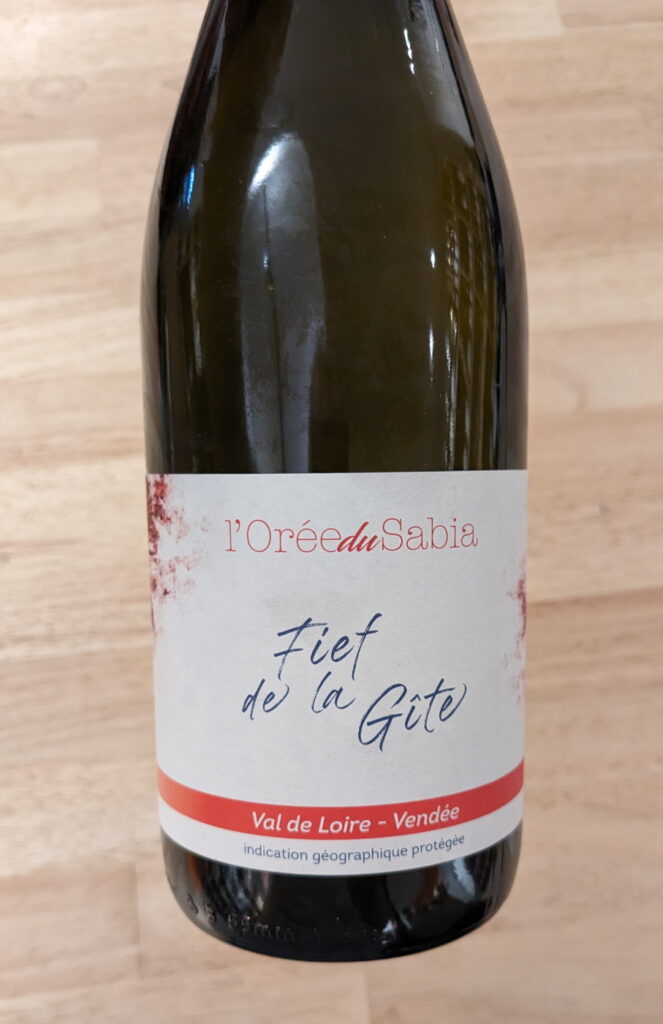 l'OréeduSabia
Fief
de la Gîte
Val de Loire - Vendée
indication géographique protégée